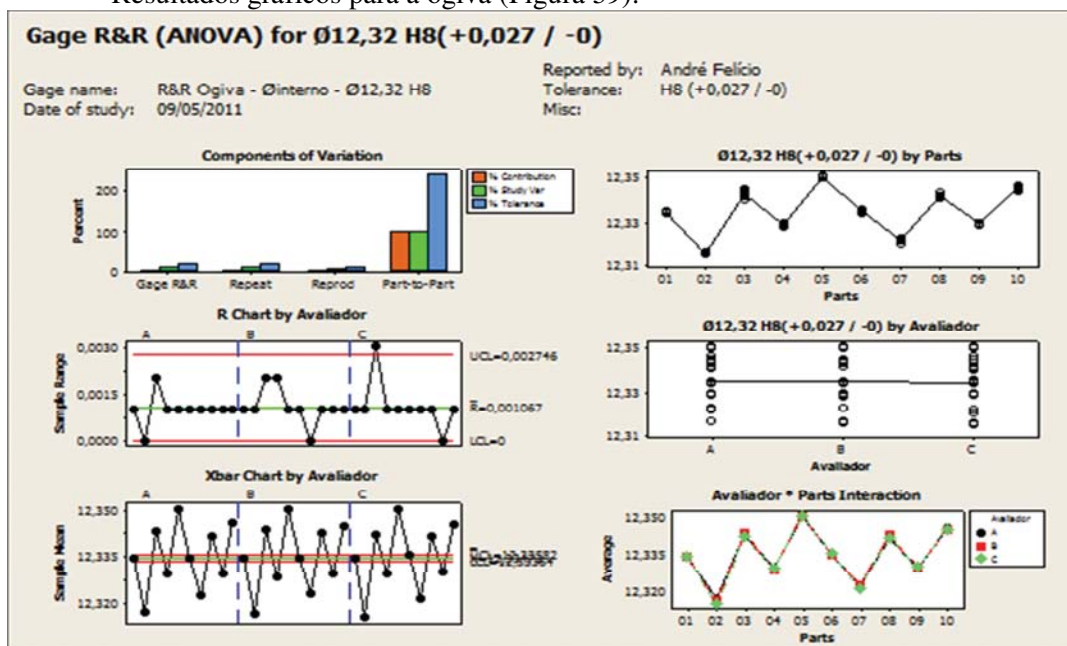 Resultados gráficos para a ogiva (Figura 39):
Gage R&R (ANOVA) for Ø12,32 H8(+0,027 / -0)
Gage name: R&R Ogiva - Øinterno - Ø12,32 H8
Date of study: 09/05/2011
Reported by: André Felício
Tolerance: H8 (+0,027 / -0)
Misc:
Components of Variation
% Contribution
% Study Var
% Tolerance
Percent
200
100
0
Gage R&R Repeat Reprod Part-to-Part
Ø12,32 H8(+0,027 / -0) by Parts
12,35
12,33
12,31
01 02 03 04 05 06 07 08 09 10
Parts
R Chart by Avaliador
A B C
Sample Range
0,0030
0,0015
0,0000
UCL=0,002746
R=0,001067
LCL=0
Ø12,32 H8(+0,027 / -0) by Avaliador
12,35
12,33
12,31
A B C
Avaliador
Xbar Chart by Avaliador
A B C
Sample Mean
12,350
12,335
12,320
Avaliador * Parts Interaction
Average
12,350
12,335
12,320
01 02 03 04 05 06 07 08 09 10
Parts
Avaliador
A
B
C